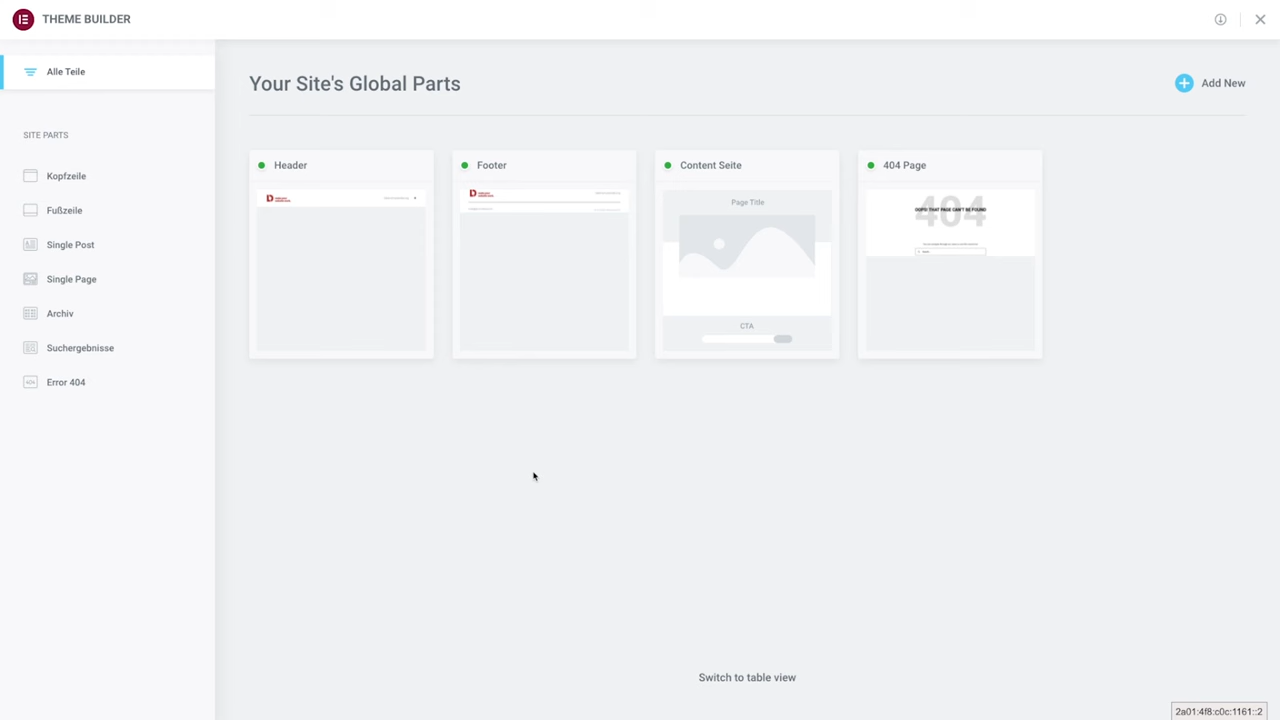 THEME BUILDER
Alle Teile
SITE PARTS
Kopfzeile
Fußzeile
Single Post
Single Page
Archiv
Suchergebnisse
Error 404
Your Site's Global Parts
Add New
Header
Footer
Content Seite
Page Title
CTA
404 Page
404
OOPS! THAT PAGE CAN'T BE FOUND
Switch to table view
2a01:4f8:c0c:1161::2